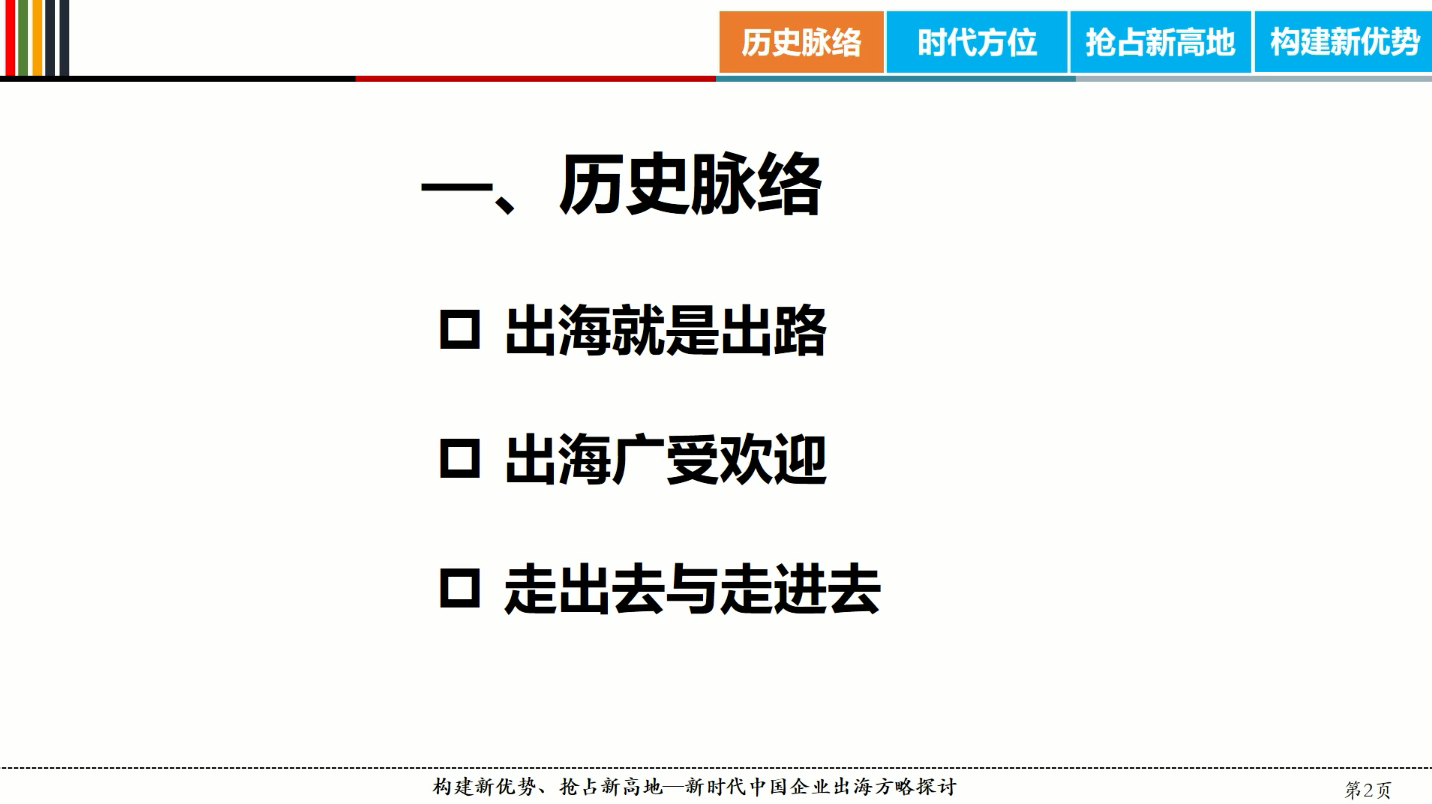 历史脉络 时代方位 抢占新高地 构建新优势
一、历史脉络
出海就是出路
出海广受欢迎
走出去与走进去
构建新优势、抢占新高地—新时代中国企业出海方略探讨
第2页